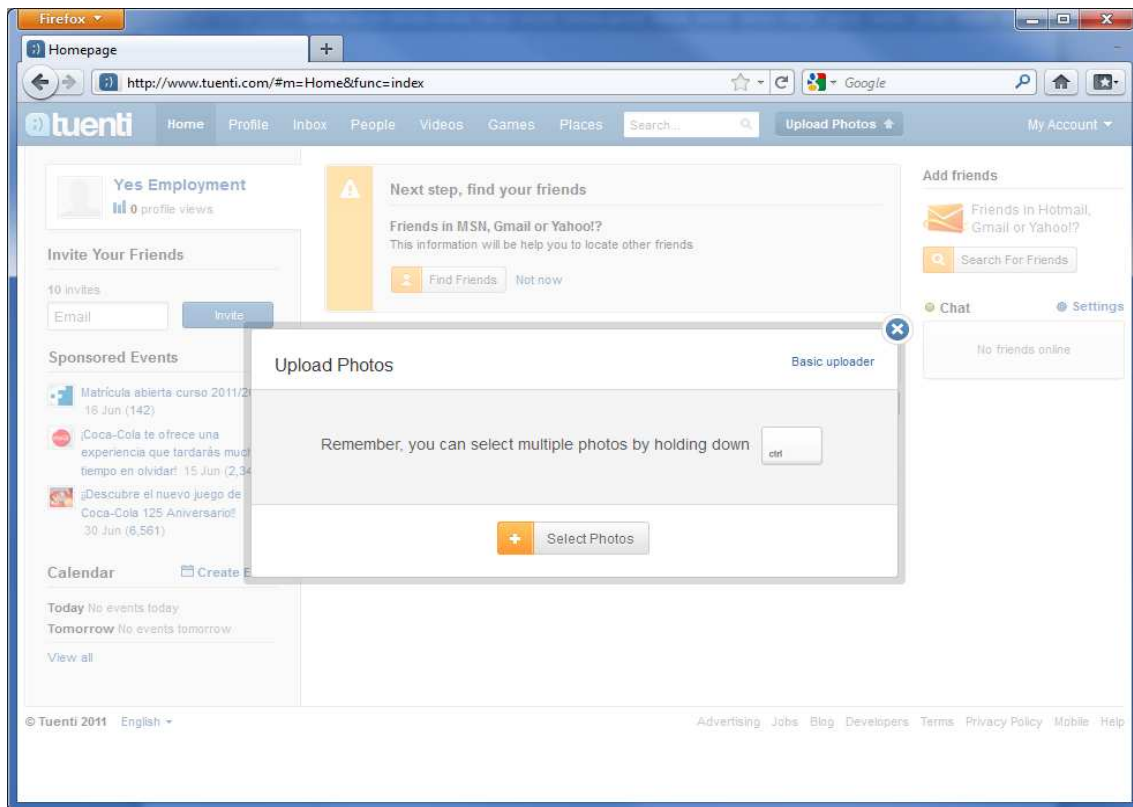 Firefox
Homepage
http://www.tuenti.com/#m=Home&func=index
Google
tuenti Home Profile Inbox People Videos Games Places Search... Upload Photos My Account
Yes Employment
0 profile views
Invite Your Friends
10 invites
Email Invite
Sponsored Events
Matrícula abierta curso 2011/2
16 Jun (142)
¡Coca-Cola te ofrece una
experiencia que tardarás muc
tiempo en olvidar! 15 Jun (2,34
¡Descubre el nuevo juego de
Coca-Cola 125 Aniversario!!
30 Jun (6,561)
Calendar Create E
Today No events today
Tomorrow No events tomorrow
View all
Next step, find your friends
Friends in MSN, Gmail or Yahoo!?
This information will be help you to locate other friends
Find Friends Not now
Upload Photos Basic uploader
Remember, you can select multiple photos by holding down ctrl
Select Photos
Add friends
Friends in Hotmail,
Gmail or Yahoo!?
Search For Friends
Chat Settings
No friends online
© Tuenti 2011 English Advertising Jobs Blog Developers Terms Privacy Policy Mobile Help